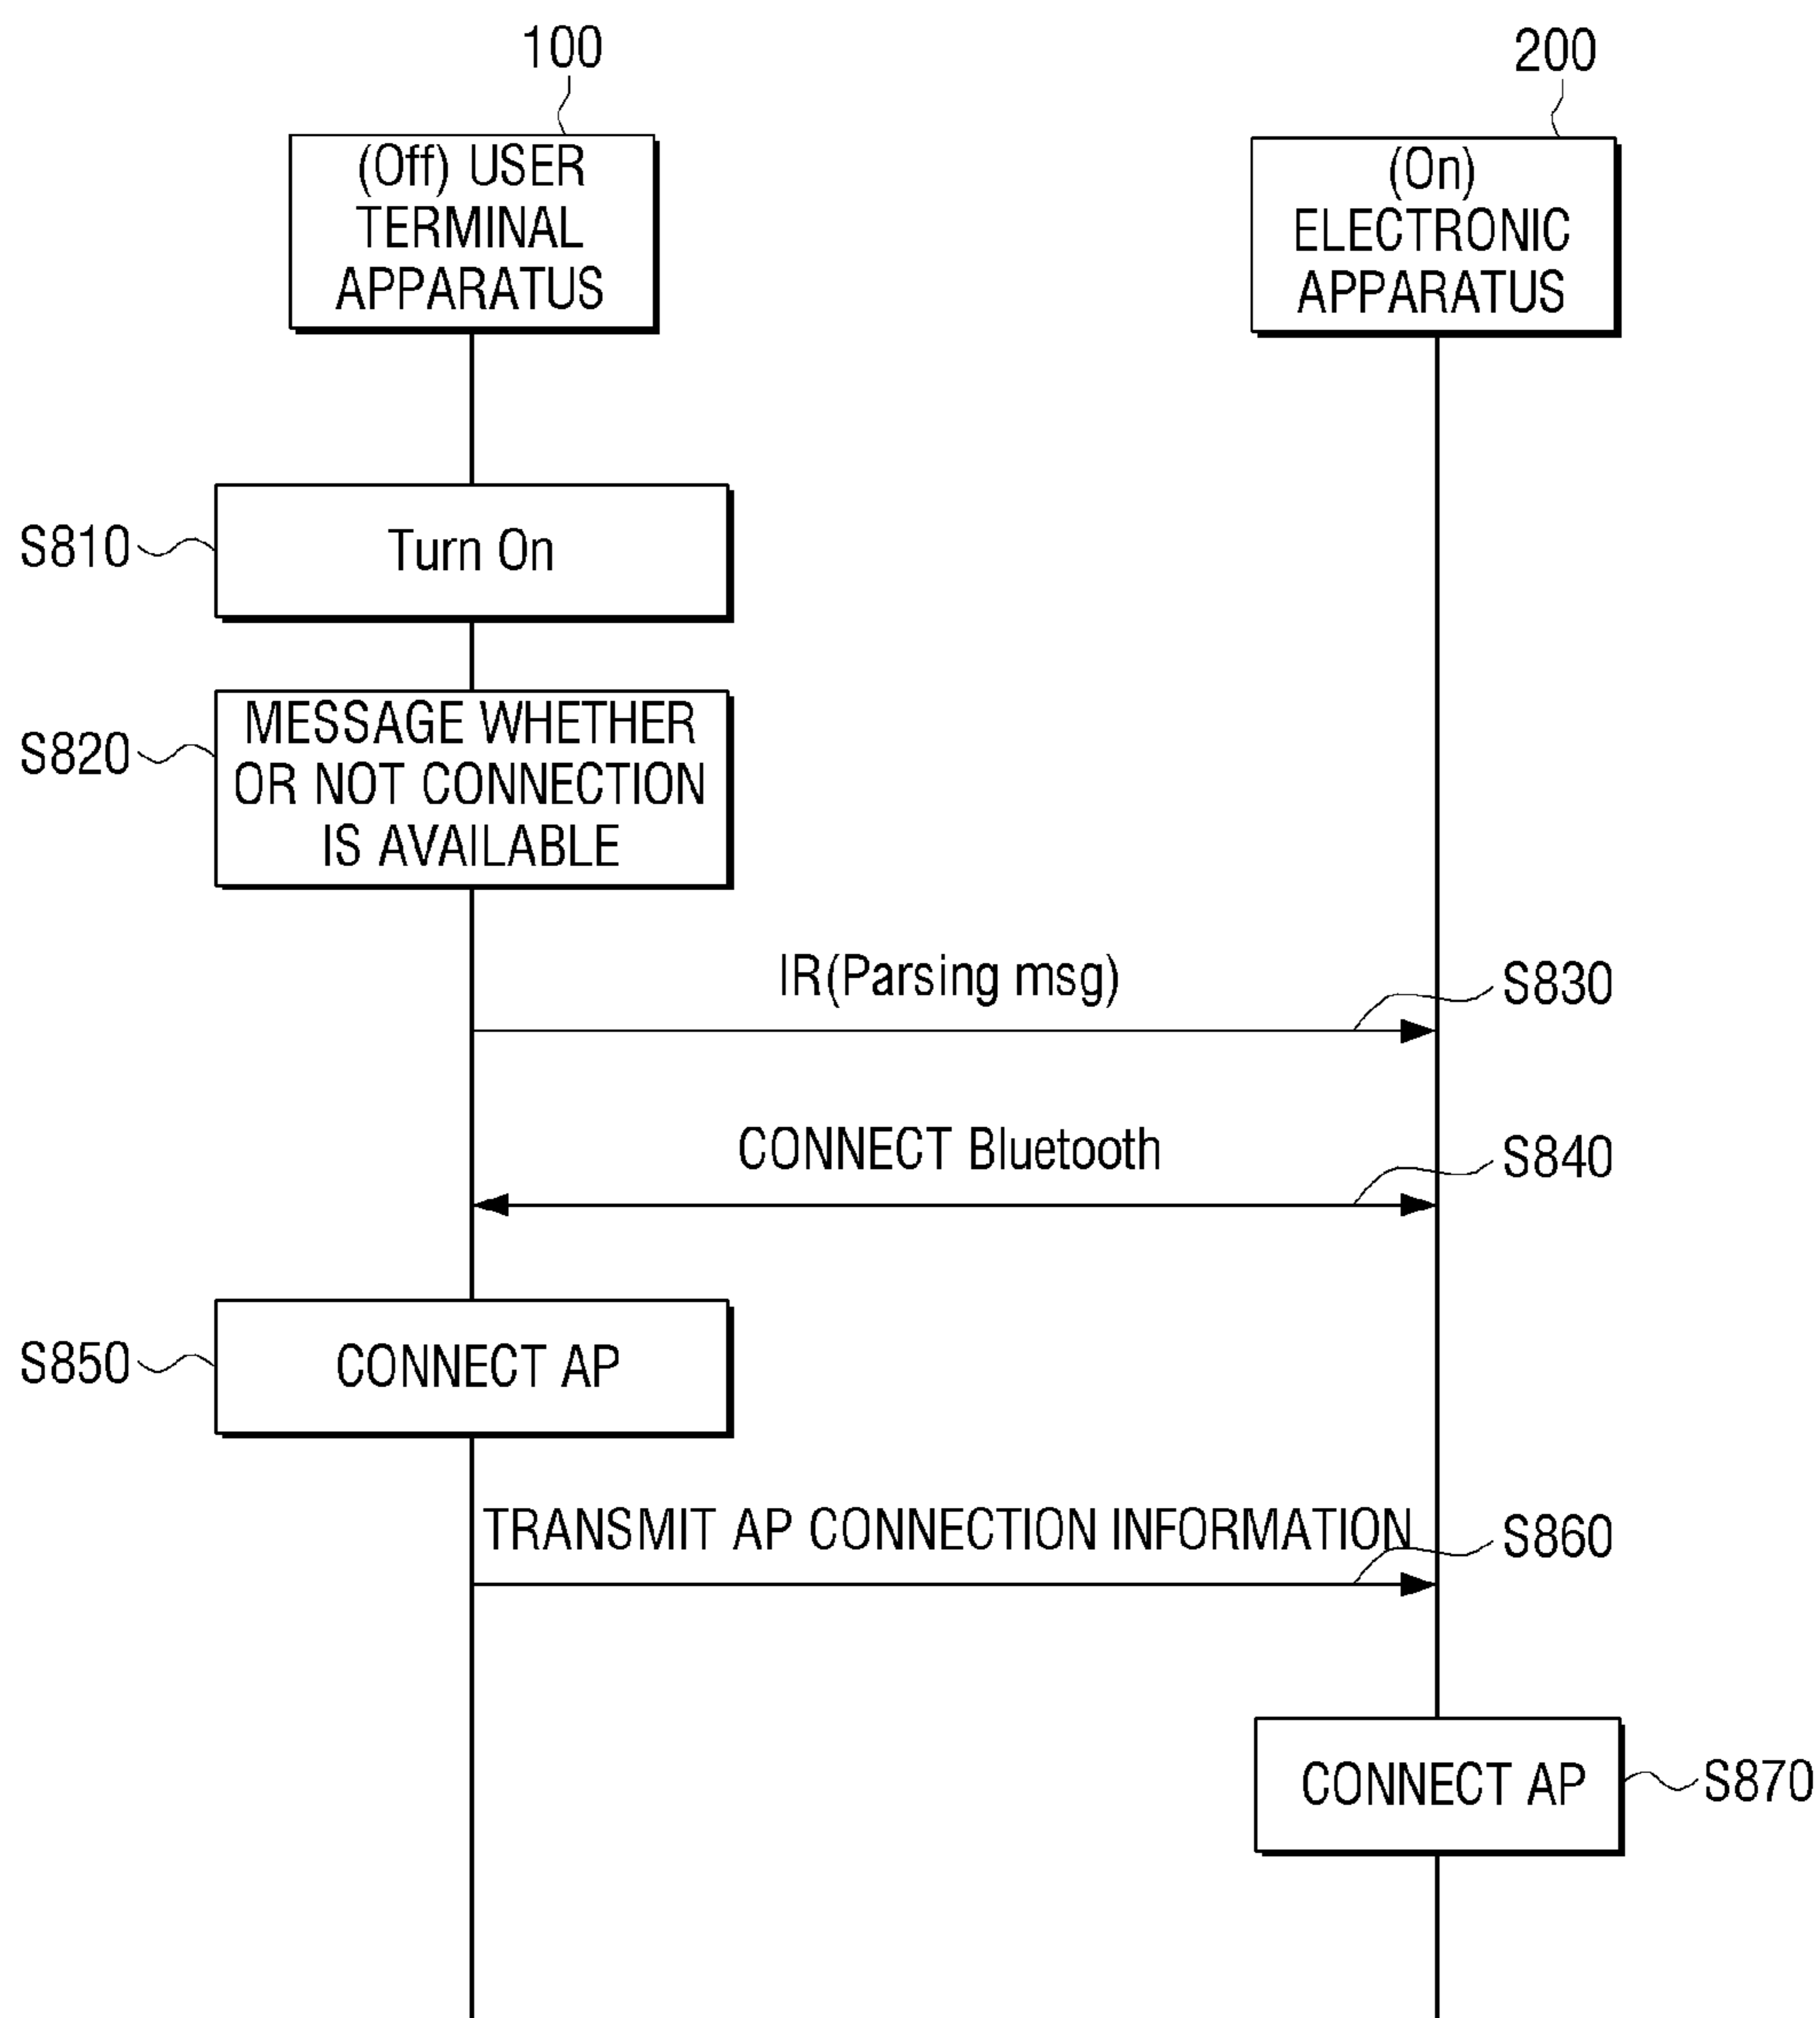 100
200
(Off) USER
TERMINAL
APPARATUS
(On)
ELECTRONIC
APPARATUS
S810
Turn On
S820
MESSAGE WHETHER
OR NOT CONNECTION
IS AVAILABLE
IR(Parsing msg)
S830
CONNECT Bluetooth
S840
S850
CONNECT AP
TRANSMIT AP CONNECTION INFORMATION
S860
CONNECT AP
S870